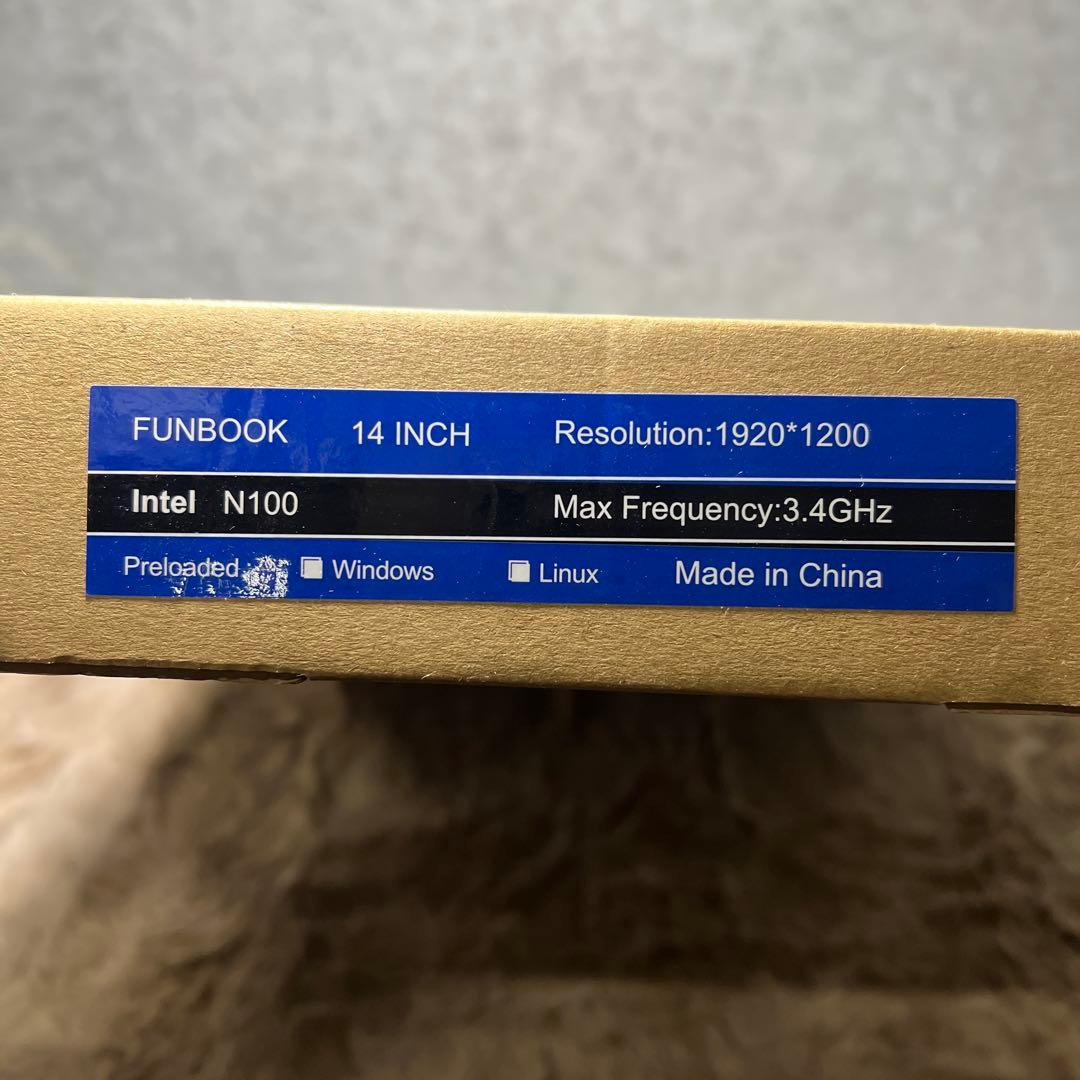 FUNBOOK 14 INCH Resolution:1920*1200
Intel N100 Max Frequency:3.4GHz
Preloaded : Windows Linux Made in China